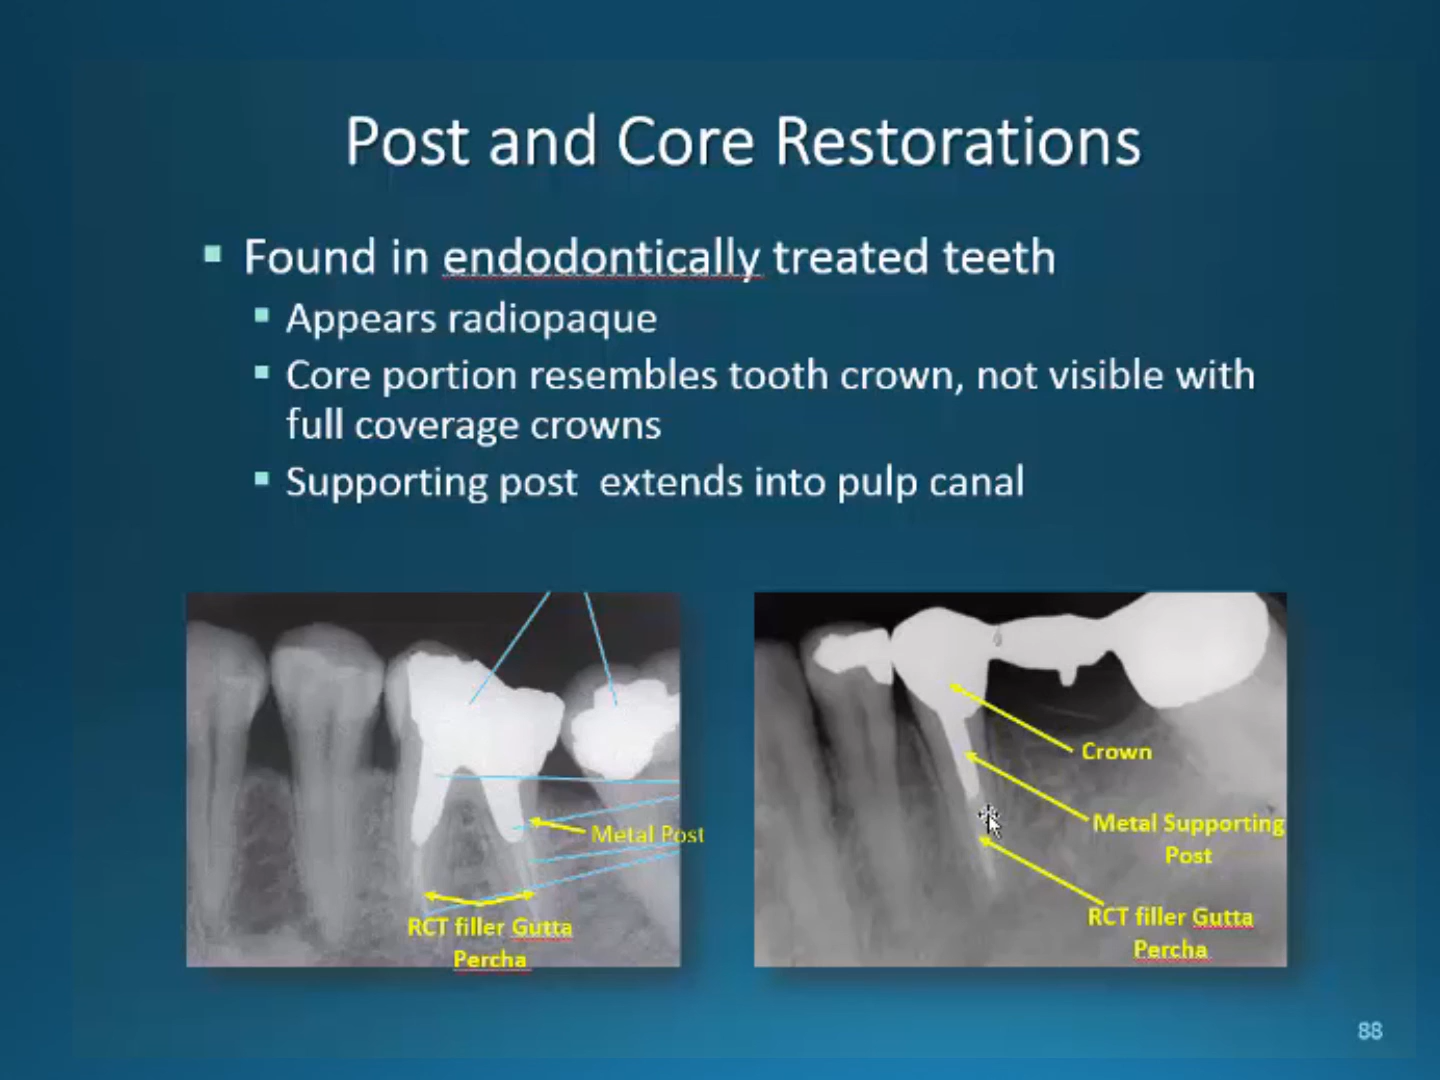 Post and Core Restorations
Found in endodontically treated teeth
Appears radiopaque
Core portion resembles tooth crown, not visible with
full coverage crowns
Supporting post extends into pulp canal
Metal Post
RCT filler Gutta
Percha
Crown
Metal Supporting
Post
RCT filler Gutta
Percha
88